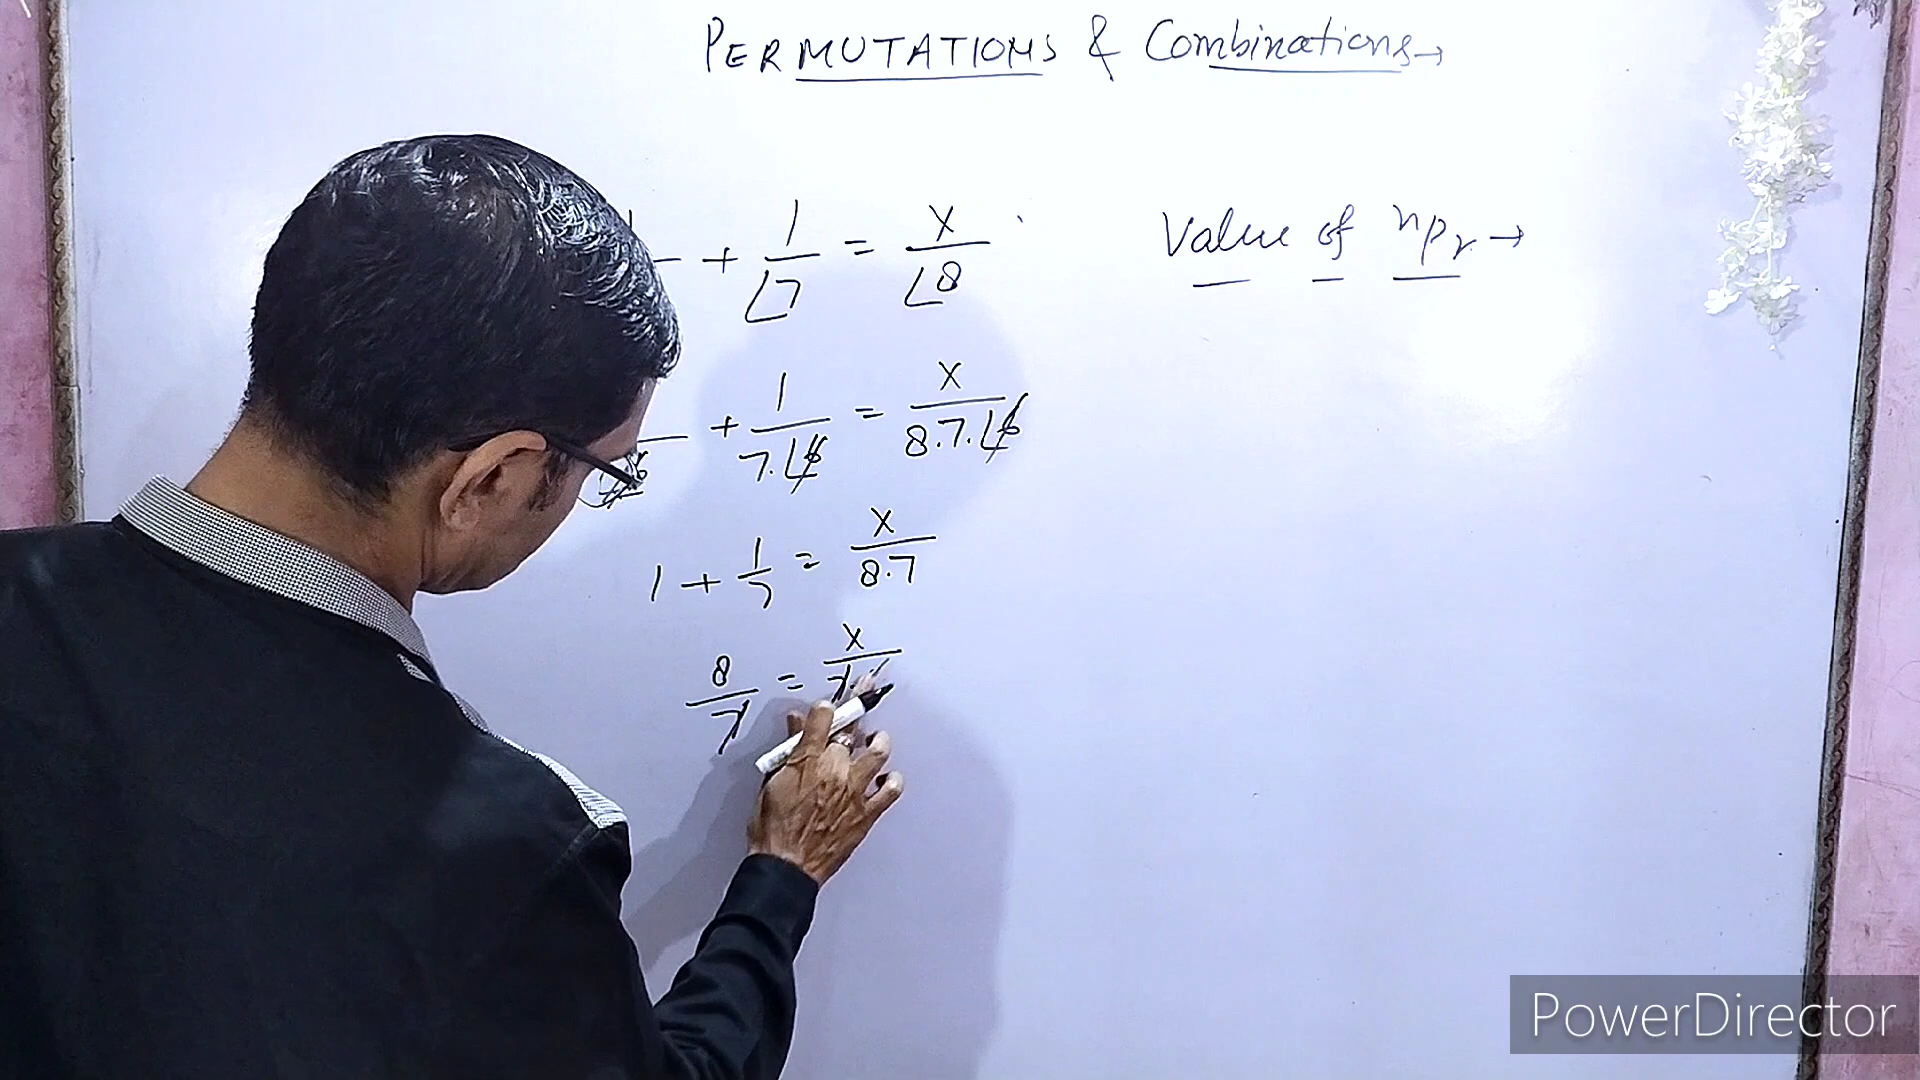 PERMUTATIONS & Combinations→
+ 1/∟7 = x/∟8
Value of nPr→
+ 1/7.∟6 = x/8.7.∟6
1 + 1/7 = x/8.7
8/7 = x/7.
PowerDirector